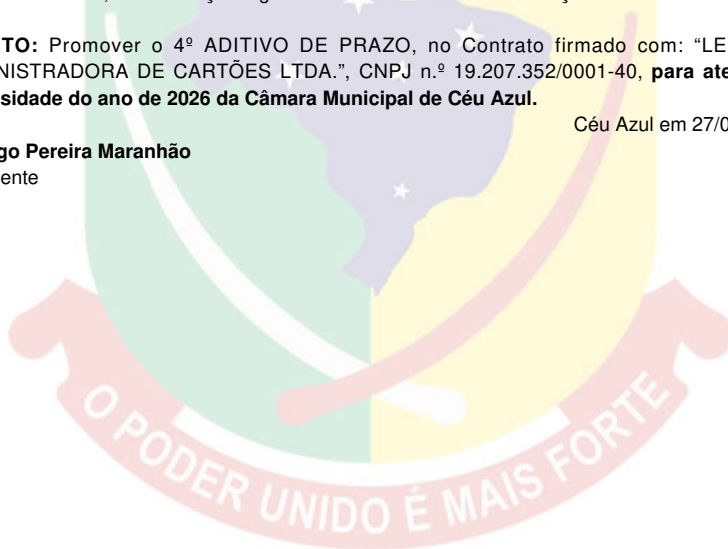 TO: Promover o 4º ADITIVO DE PRAZO, no Contrato firmado com: “LE
NISTRADORA DE CARTÕES LTDA.”, CNPJ n.º 19.207.352/0001-40, para ate
sidade do ano de 2026 da Câmara Municipal de Céu Azul.
Céu Azul em 27/0
go Pereira Maranhão
ente
O PODER UNIDO É MAIS FORTE